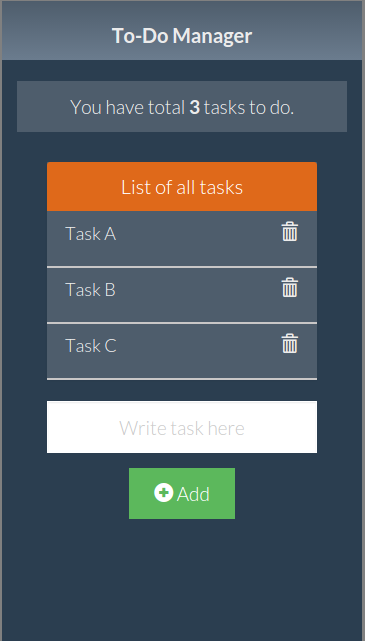 To-Do Manager
You have total 3 tasks to do.
List of all tasks
Task A
Task B
Task C
Write task here
Add